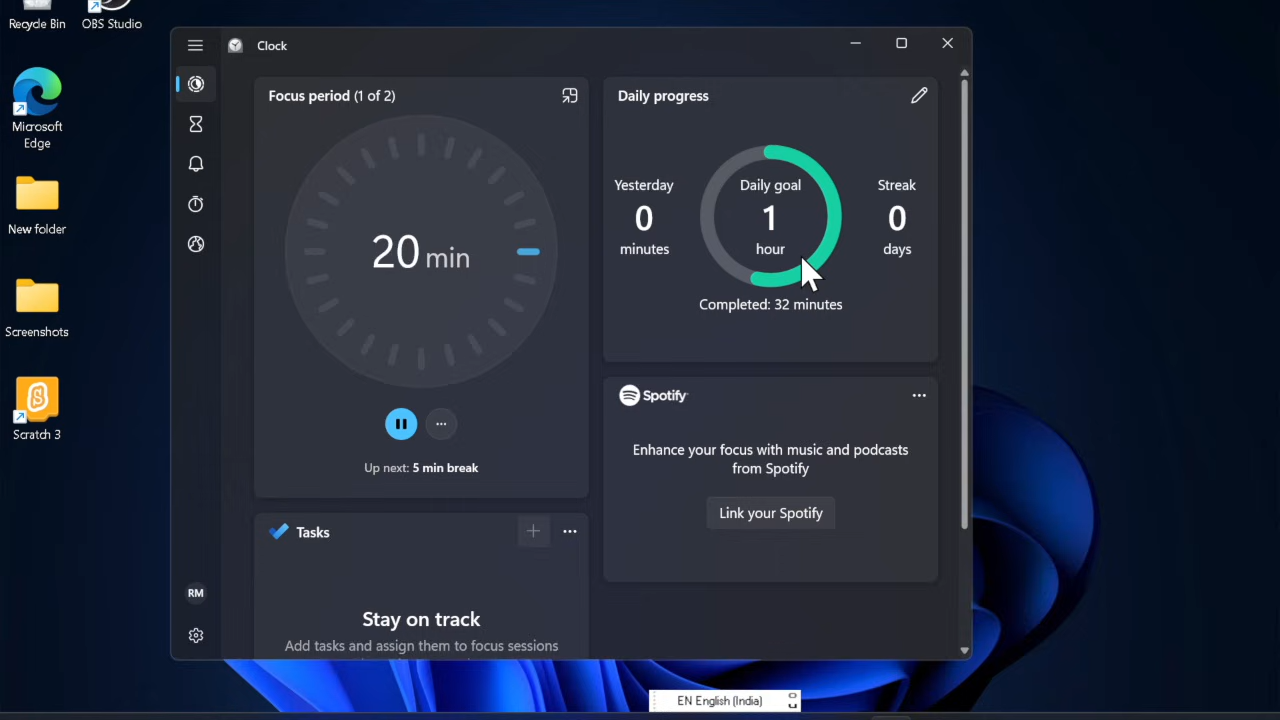 Recycle Bin
OBS Studio
Microsoft
Edge
New folder
Screenshots
Scratch 3
Clock
Focus period (1 of 2)
20 min
Up next: 5 min break
Daily progress
Yesterday
0
minutes
Daily goal
1
hour
Streak
0
days
Completed: 32 minutes
Spotify
Enhance your focus with music and podcasts
from Spotify
Link your Spotify
Tasks
Stay on track
Add tasks and assign them to focus sessions
RM
EN English (India)